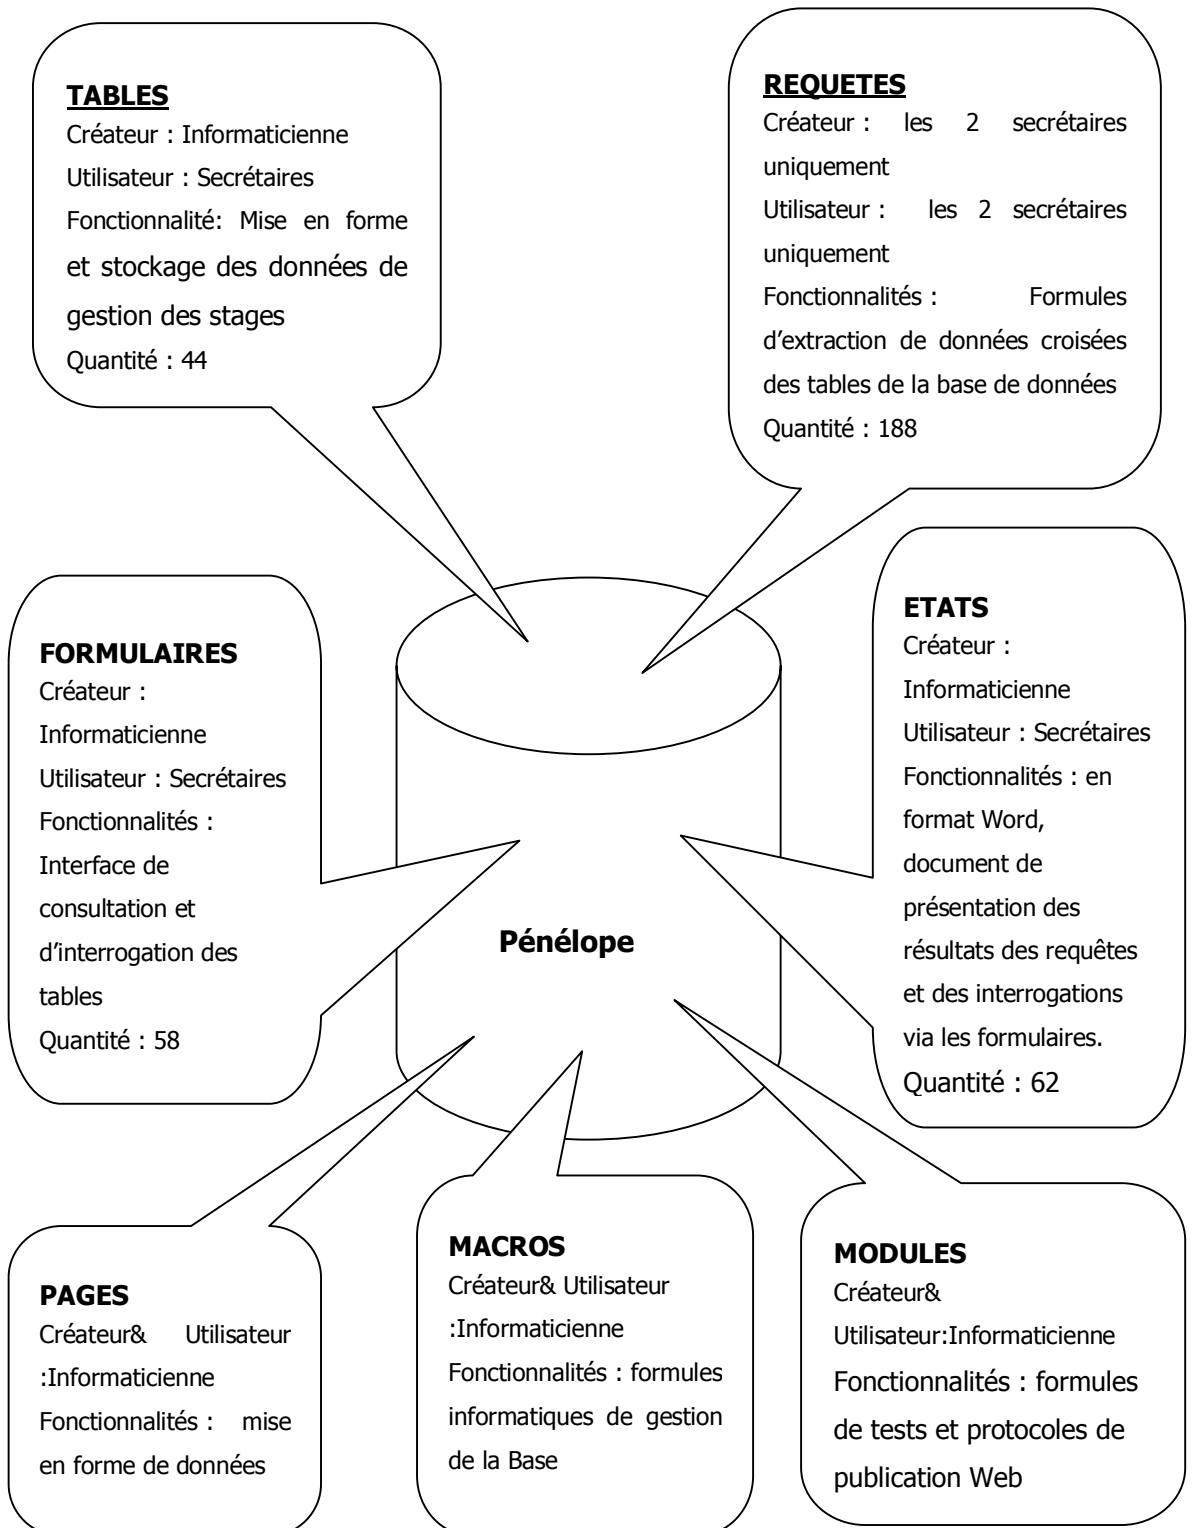 TABLES
Créateur : Informaticienne
Utilisateur : Secrétaires
Fonctionnalité: Mise en forme
et stockage des données de
gestion des stages
Quantité : 44
REQUETES
Créateur : les 2 secrétaires
uniquement
Utilisateur : les 2 secrétaires
uniquement
Fonctionnalités : Formules
d’extraction de données croisées
des tables de la base de données
Quantité : 188
FORMULAIRES
Créateur :
Informaticienne
Utilisateur : Secrétaires
Fonctionnalités :
Interface de
consultation et
d’interrogation des
tables
Quantité : 58
Pénélope
ETATS
Créateur :
Informaticienne
Utilisateur : Secrétaires
Fonctionnalités : en
format Word,
document de
présentation des
résultats des requêtes
et des interrogations
via les formulaires.
Quantité : 62
PAGES
Créateur& Utilisateur
:Informaticienne
Fonctionnalités : mise
en forme de données
MACROS
Créateur& Utilisateur
:Informaticienne
Fonctionnalités : formules
informatiques de gestion
de la Base
MODULES
Créateur&
Utilisateur:Informaticienne
Fonctionnalités : formules
de tests et protocoles de
publication Web